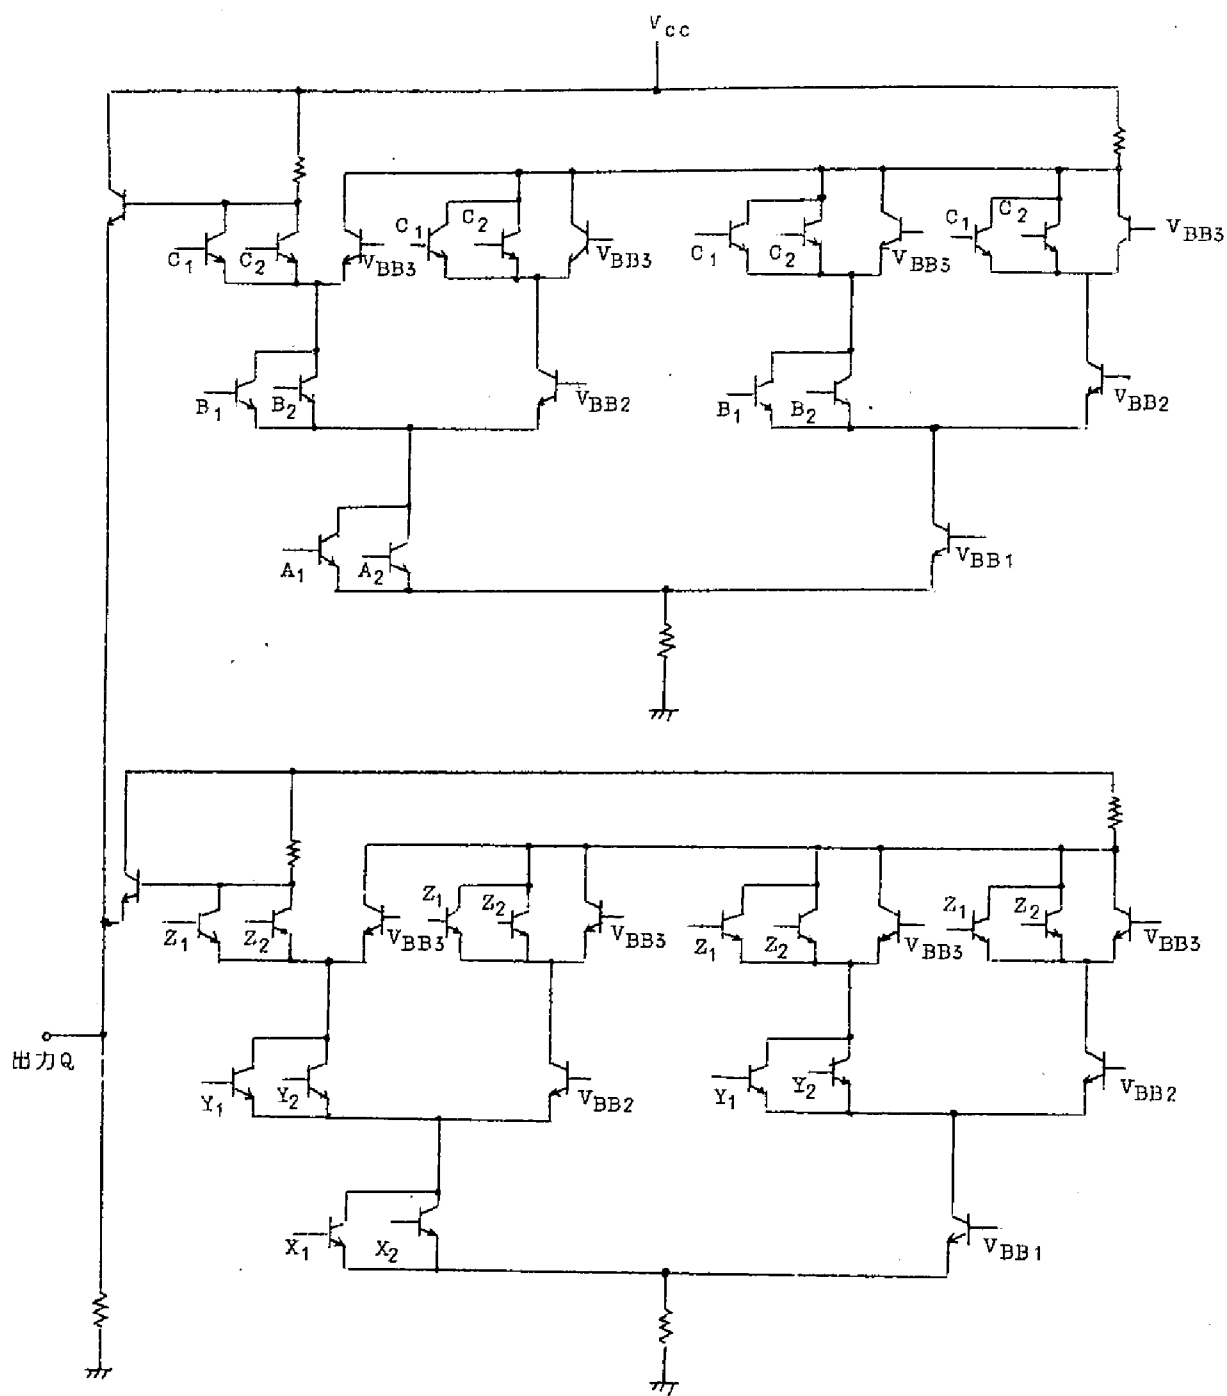 VCC
C1 C2 VBB3 C1 C2 VBB3 C1 C2 VBB3 C1 C2 VBB3
B1 B2 VBB2 B1 B2 VBB2
A1 A2 VBB1
Z1 Z2 VBB3 Z1 Z2 VBB3 Z1 Z2 VBB3 Z1 Z2 VBB3
出力Q
Y1 Y2 VBB2 Y1 Y2 VBB2
X1 X2 VBB1